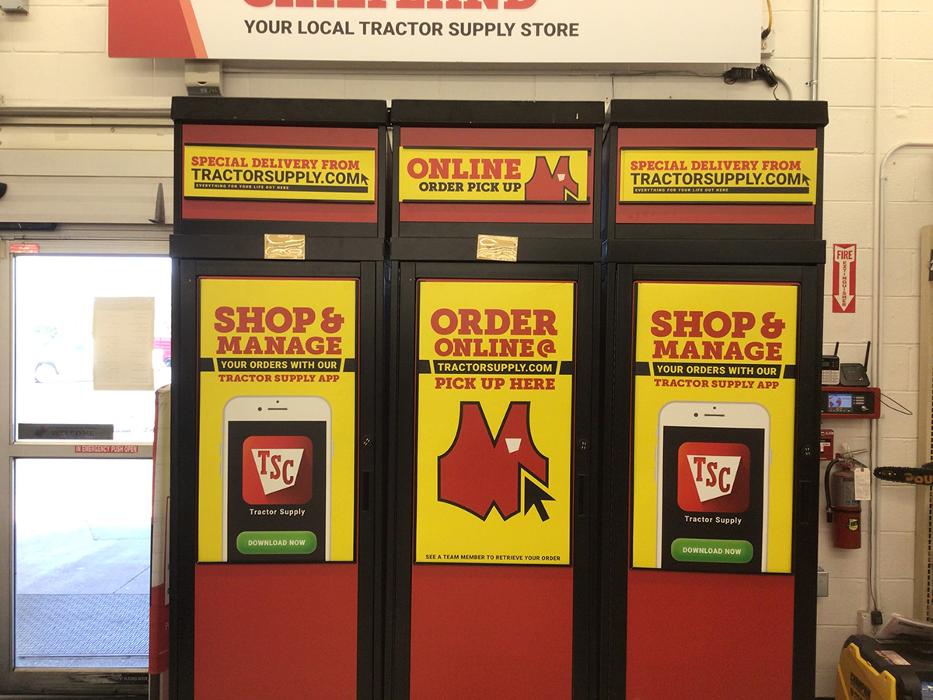 YOUR LOCAL TRACTOR SUPPLY STORE
SPECIAL DELIVERY FROM
TRACTORSUPPLY.COM
EVERYTHING FOR YOUR LIFE OUT HERE
ONLINE
ORDER PICK UP
SPECIAL DELIVERY FROM
TRACTORSUPPLY.COM
EVERYTHING FOR YOUR LIFE OUT HERE
SHOP &
MANAGE
YOUR ORDERS WITH OUR
TRACTOR SUPPLY APP
TSC
Tractor Supply
DOWNLOAD NOW
ORDER
ONLINE@
TRACTORSUPPLY.COM
PICK UP HERE
SEE A TEAM MEMBER TO RETRIEVE YOUR ORDER
SHOP &
MANAGE
YOUR ORDERS WITH OUR
TRACTOR SUPPLY APP
TSC
Tractor Supply
DOWNLOAD NOW
FIRE
EXTINGUISHER
WELCOME
IN EMERGENCY PUSH OPEN